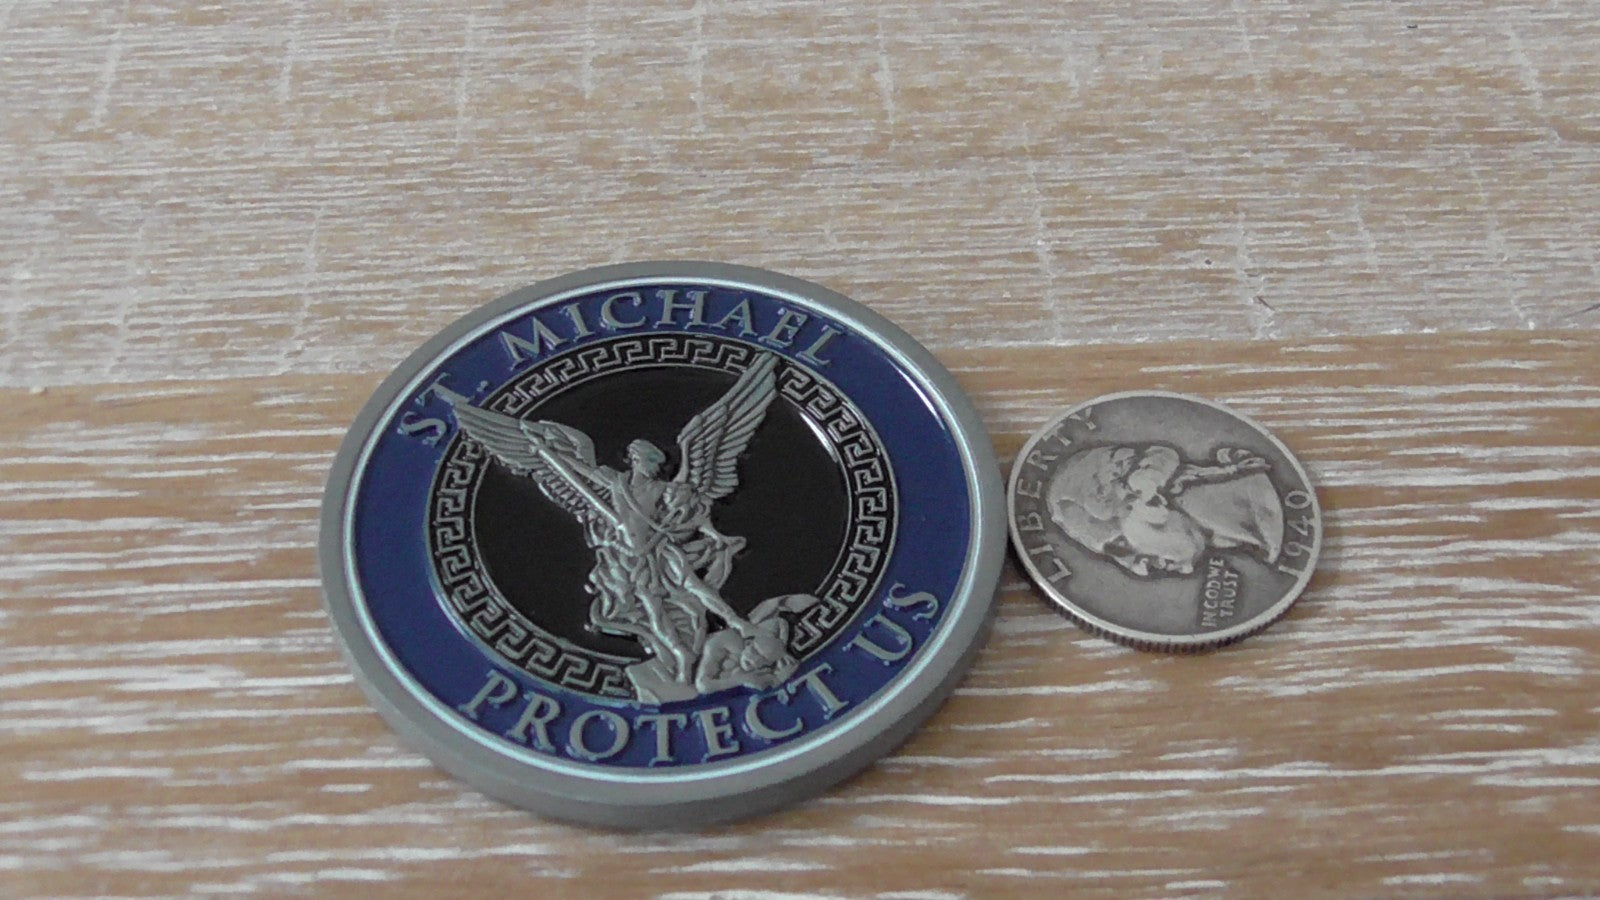 ST. MICHAEL
PROTECT US
LIBERTY
IN GOD WE
TRUST
1940